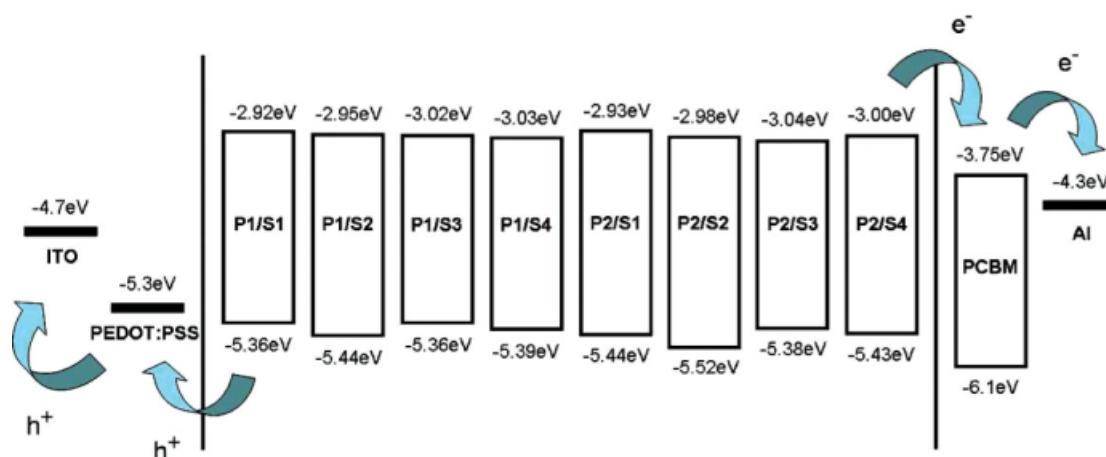 e-
e-
-2.92eV
-2.95eV
-3.02eV
-3.03eV
-2.93eV
-2.98eV
-3.04eV
-3.00eV
-3.75eV
-4.3eV
Al
-4.7eV
ITO
-5.3eV
PEDOT:PSS
P1/S1
P1/S2
P1/S3
P1/S4
P2/S1
P2/S2
P2/S3
P2/S4
PCBM
-5.36eV
-5.44eV
-5.36eV
-5.39eV
-5.44eV
-5.52eV
-5.38eV
-5.43eV
-6.1eV
h+
h+